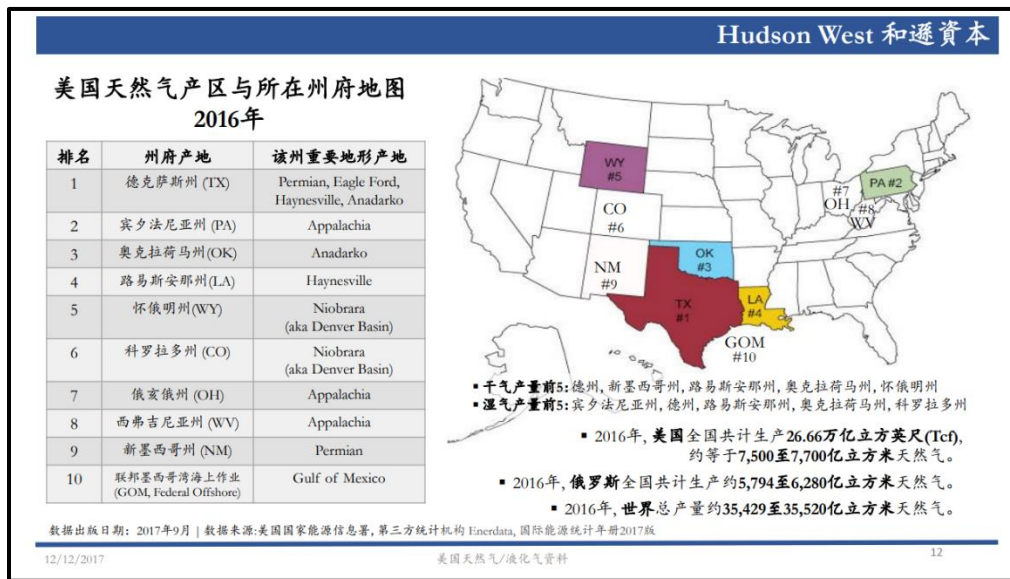 Hudson West 和遜資本
美国天然气产区与所在州府地图
2016年
排名 州府产地 该州重要地形产地
1 德克萨斯州 (TX) Permian, Eagle Ford,
Haynesville, Anadarko
2 宾夕法尼亚州 (PA) Appalachia
3 奥克拉荷马州(OK) Anadarko
4 路易斯安那州(LA) Haynesville
5 怀俄明州(WY) Niobrara
(aka Denver Basin)
6 科罗拉多州 (CO) Niobrara
(aka Denver Basin)
7 俄亥俄州 (OH) Appalachia
8 西弗吉尼亚州 (WV) Appalachia
9 新墨西哥州 (NM) Permian
10 联邦墨西哥湾海上作业
(GOM, Federal Offshore) Gulf of Mexico
WY
#5
PA #2
#7
OH
#8
WV
CO
#6
OK
#3
NM
#9
TX
#1
LA
#4
GOM
#10
▪ 干气产量前5: 德州, 新墨西哥州, 路易斯安那州, 奥克拉荷马州, 怀俄明州
▪ 湿气产量前5: 宾夕法尼亚州, 德州, 路易斯安那州, 奥克拉荷马州, 科罗拉多州
▪ 2016年, 美国全国共计生产26.66万亿立方英尺(Tcf),
约等于7,500至7,700亿立方米天然气。
▪ 2016年, 俄罗斯全国共计生产约5,794至6,280亿立方米天然气。
▪ 2016年, 世界总产量约35,429至35,520亿立方米天然气。
数据出版日期: 2017年9月 | 数据来源:美国国家能源信息署, 第三方统计机构 Enerdata, 国际能源统计年册2017版
12/12/2017
美国天然气/液化气资料
12